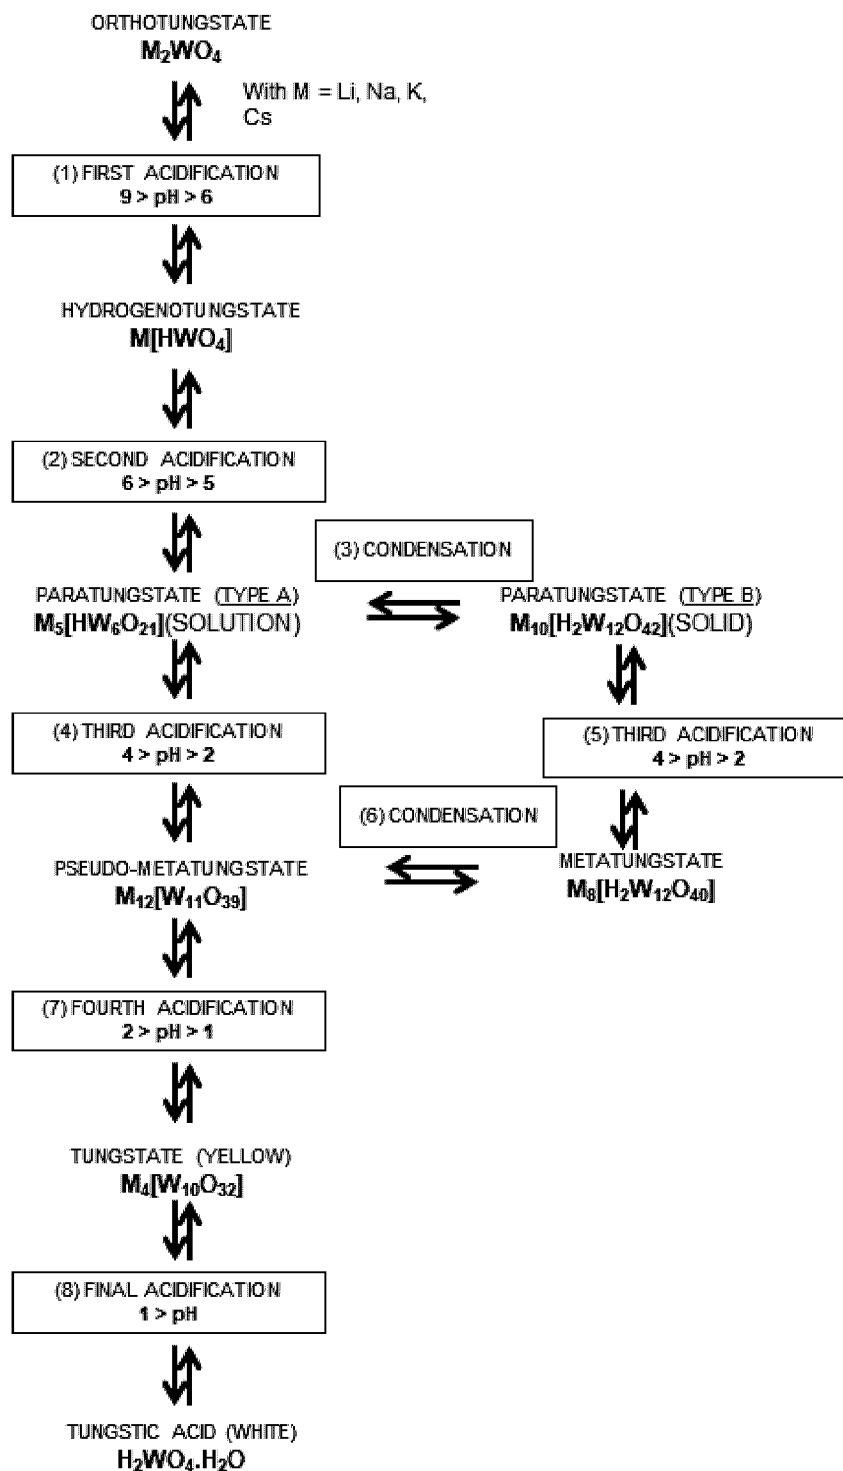 ORTHOTUNGSTATE
M₂WO₄
With M = Li, Na, K,
Cs
(1) FIRST ACIDIFICATION
9 > pH > 6
HYDROGENOTUNGSTATE
M[HWO₄]
(2) SECOND ACIDIFICATION
6 > pH > 5
(3) CONDENSATION
PARATUNGSTATE (TYPE A)
M₅[HW₆O₂₁](SOLUTION)
PARATUNGSTATE (TYPE B)
M₁₀[H₂W₁₂O₄₂](SOLID)
(4) THIRD ACIDIFICATION
4 > pH > 2
(5) THIRD ACIDIFICATION
4 > pH > 2
(6) CONDENSATION
PSEUDO-METATUNGSTATE
M₁₂[W₁₁O₃₉]
METATUNGSTATE
M₈[H₂W₁₂O₄₀]
(7) FOURTH ACIDIFICATION
2 > pH > 1
TUNGSTATE (YELLOW)
M₄[W₁₀O₃₂]
(8) FINAL ACIDIFICATION
1 > pH
TUNGSTIC ACID (WHITE)
H₂WO₄.H₂O